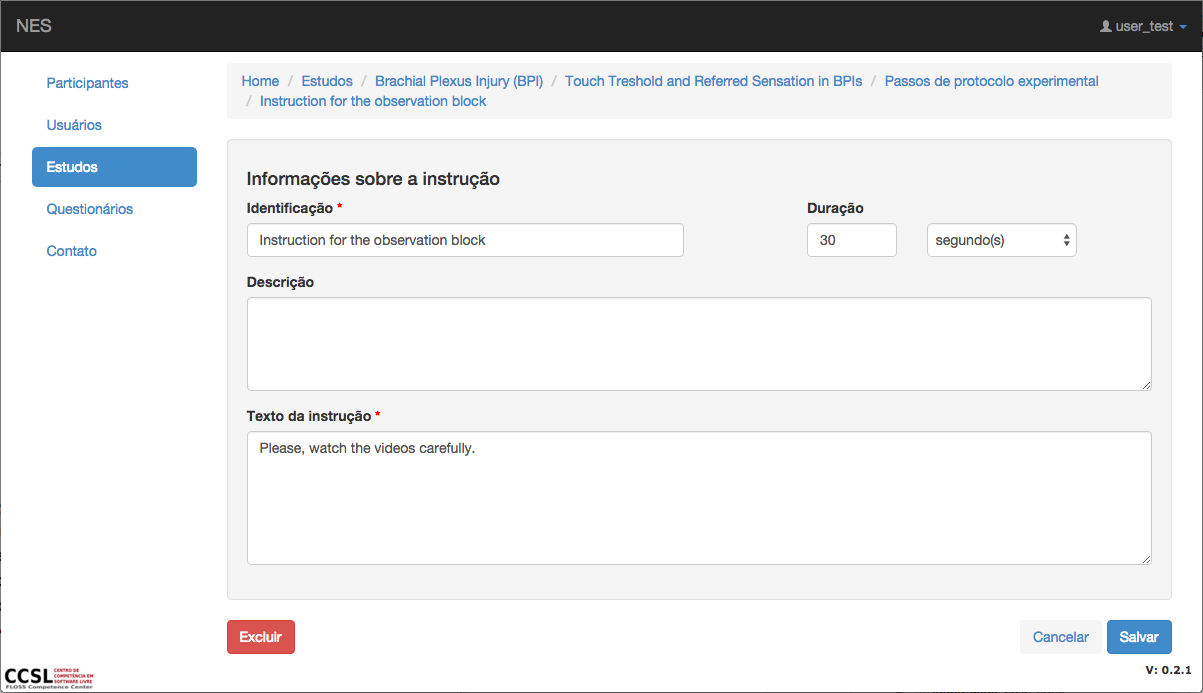 NES
user_test
Participantes
Usuários
Estudos
Questionários
Contato
Home / Estudos / Brachial Plexus Injury (BPI) / Touch Treshold and Referred Sensation in BPIs / Passos de protocolo experimental
/ Instruction for the observation block
Informações sobre a instrução
Identificação *
Duração
Instruction for the observation block
30
segundo(s)
Descrição
Texto da instrução *
Please, watch the videos carefully.
Excluir
Cancelar
Salvar
CCSL
CENTRO DE
COMPETÊNCIA EM
SOFTWARE LIVRE
FLOSS Competence Center
V: 0.2.1